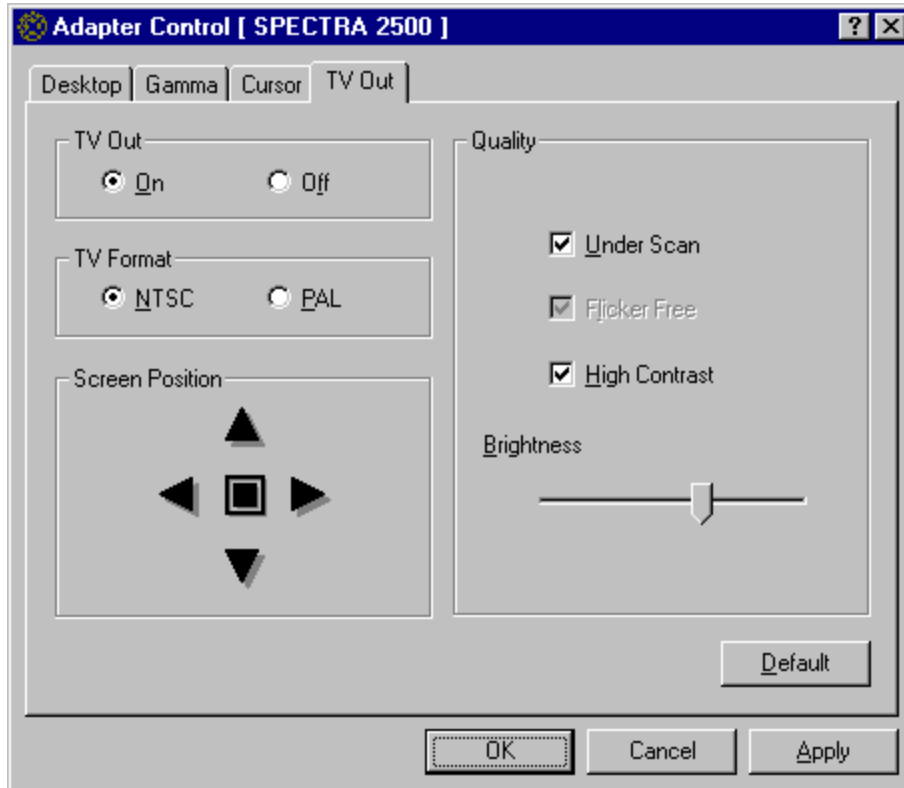 Adapter Control [ SPECTRA 2500 ]
Desktop Gamma Cursor TV Out
TV Out
On Off
TV Format
NTSC PAL
Screen Position
Quality
Under Scan
Flicker Free
High Contrast
Brightness
Default
OK Cancel Apply